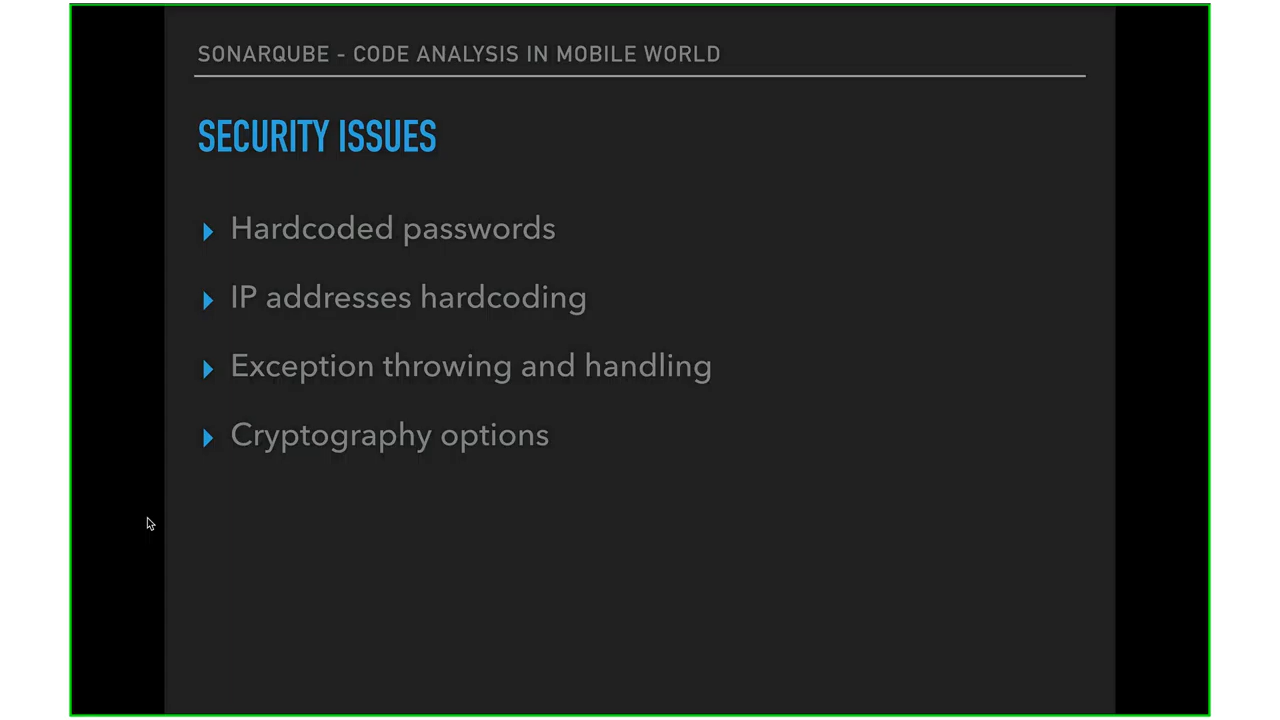 SONARQUBE - CODE ANALYSIS IN MOBILE WORLD
SECURITY ISSUES
Hardcoded passwords
IP addresses hardcoding
Exception throwing and handling
Cryptography options